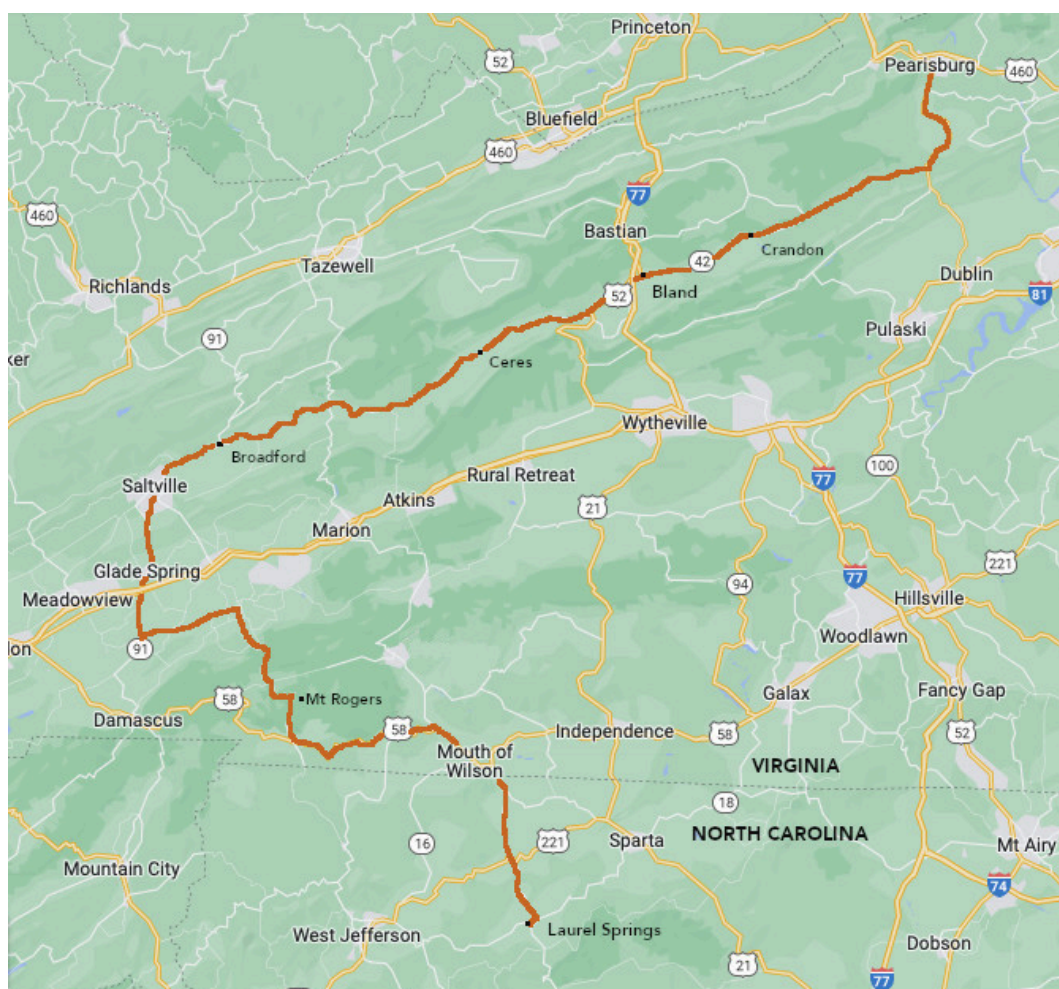 Princeton
52
Pearisburg
460
Bluefield
460
77
460
Bastian
Crandon
Tazewell
42
Richlands
Bland
52
Dublin
81
91
Pulaski
ker
Ceres
Wytheville
Broadford
Rural Retreat
100
Saltville
Atkins
77
21
Marion
Glade Spring
77
221
94
Meadowview
Hillsville
Woodlawn
don
91
Mt Rogers
58
Galax
Fancy Gap
Damascus
58
Independence
58
52
Mouth of
Wilson
VIRGINIA
18
NORTH CAROLINA
16
221
Sparta
Mt Airy
Mountain City
74
West Jefferson
Laurel Springs
Dobson
21
77